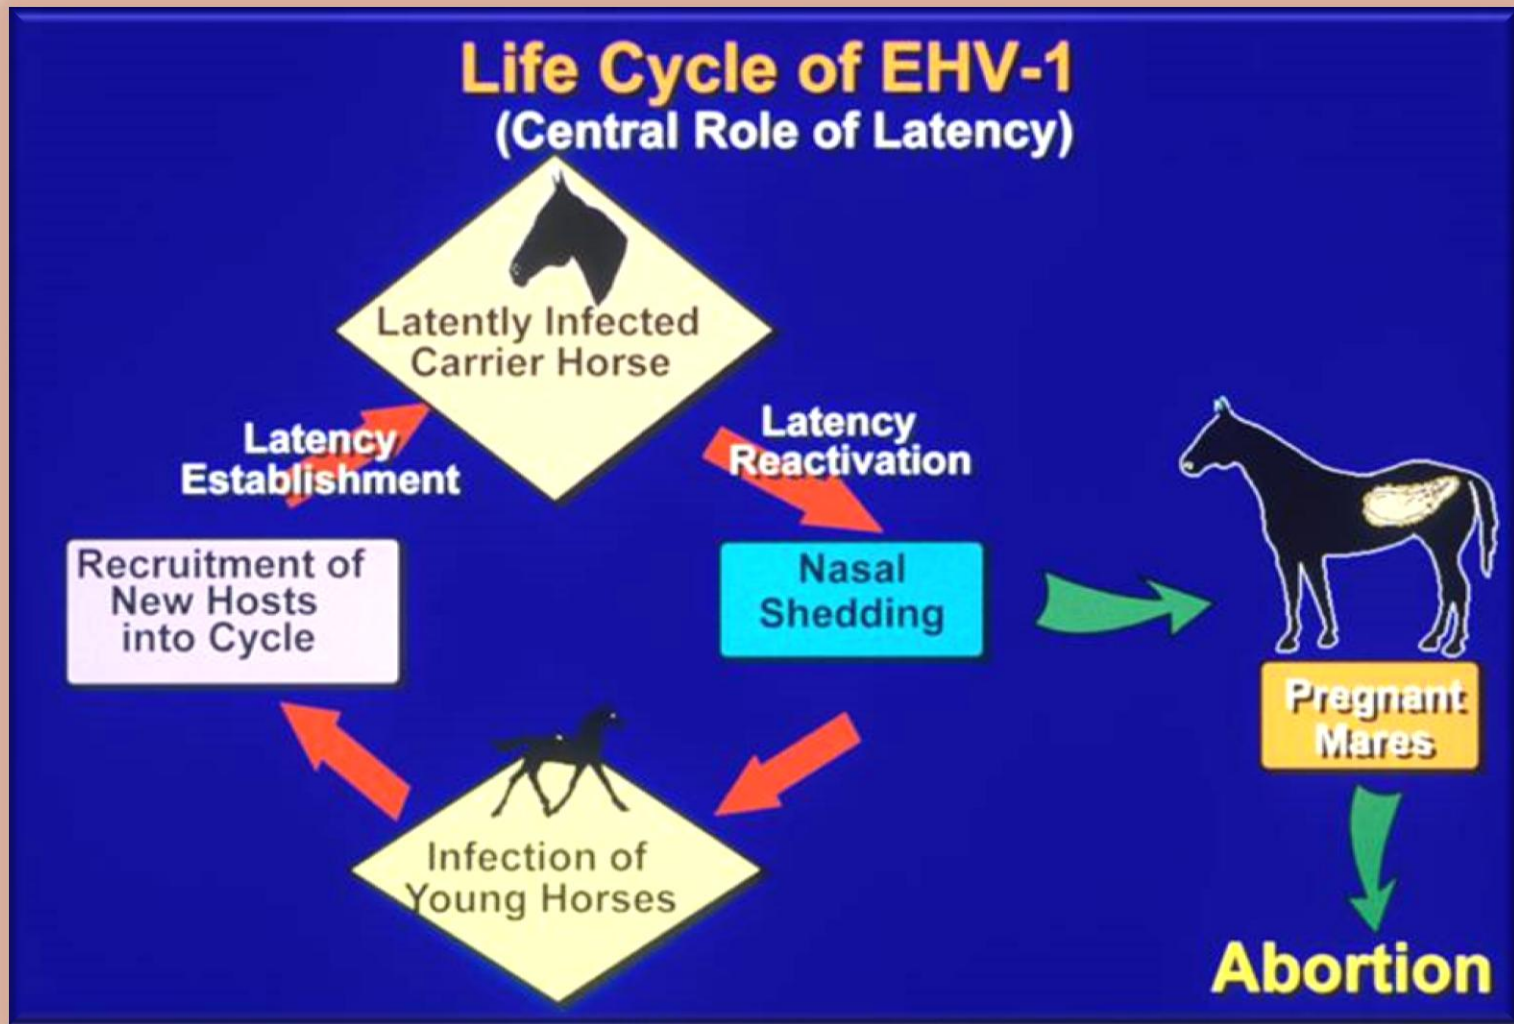 Life Cycle of EHV-1
(Central Role of Latency)
Latently Infected
Carrier Horse
Latency
Establishment
Latency
Reactivation
Recruitment of
New Hosts
into Cycle
Nasal
Shedding
Pregnant
Mares
Infection of
Young Horses
Abortion